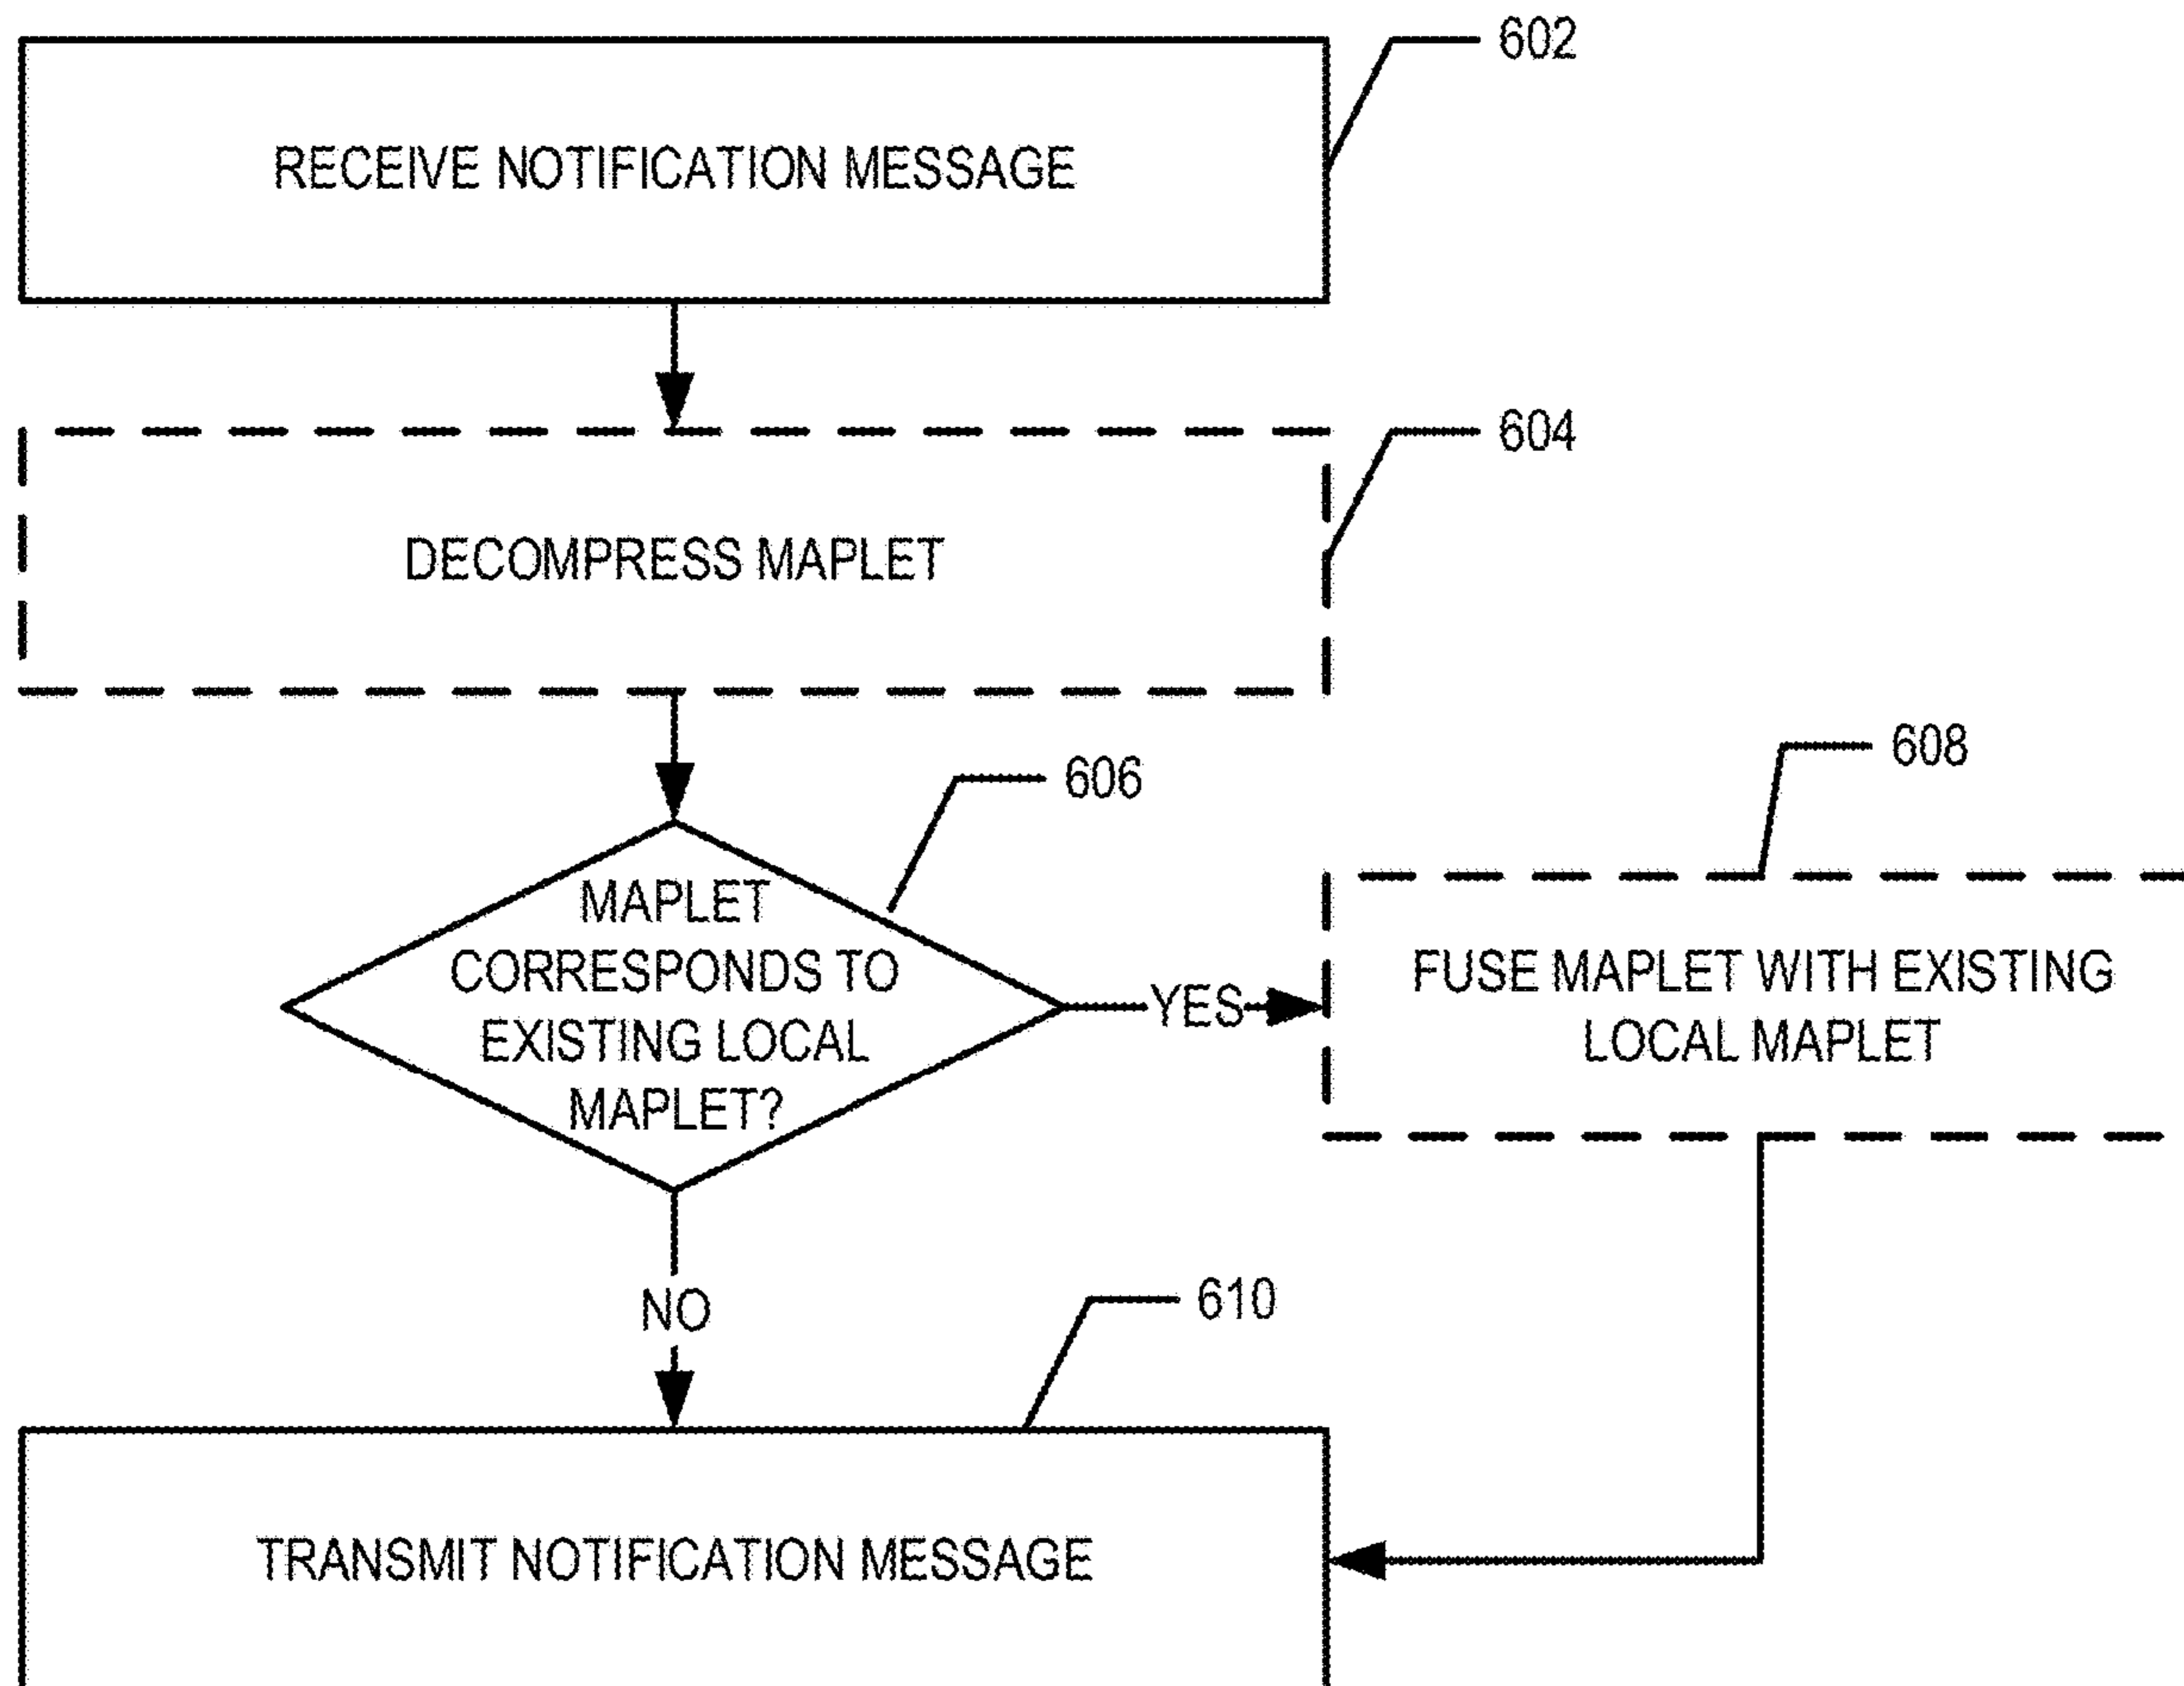 602
RECEIVE NOTIFICATION MESSAGE
604
DECOMPRESS MAPLET
606
608
MAPLET
CORRESPONDS TO
EXISTING LOCAL
MAPLET?
YES
FUSE MAPLET WITH EXISTING
LOCAL MAPLET
NO
610
TRANSMIT NOTIFICATION MESSAGE